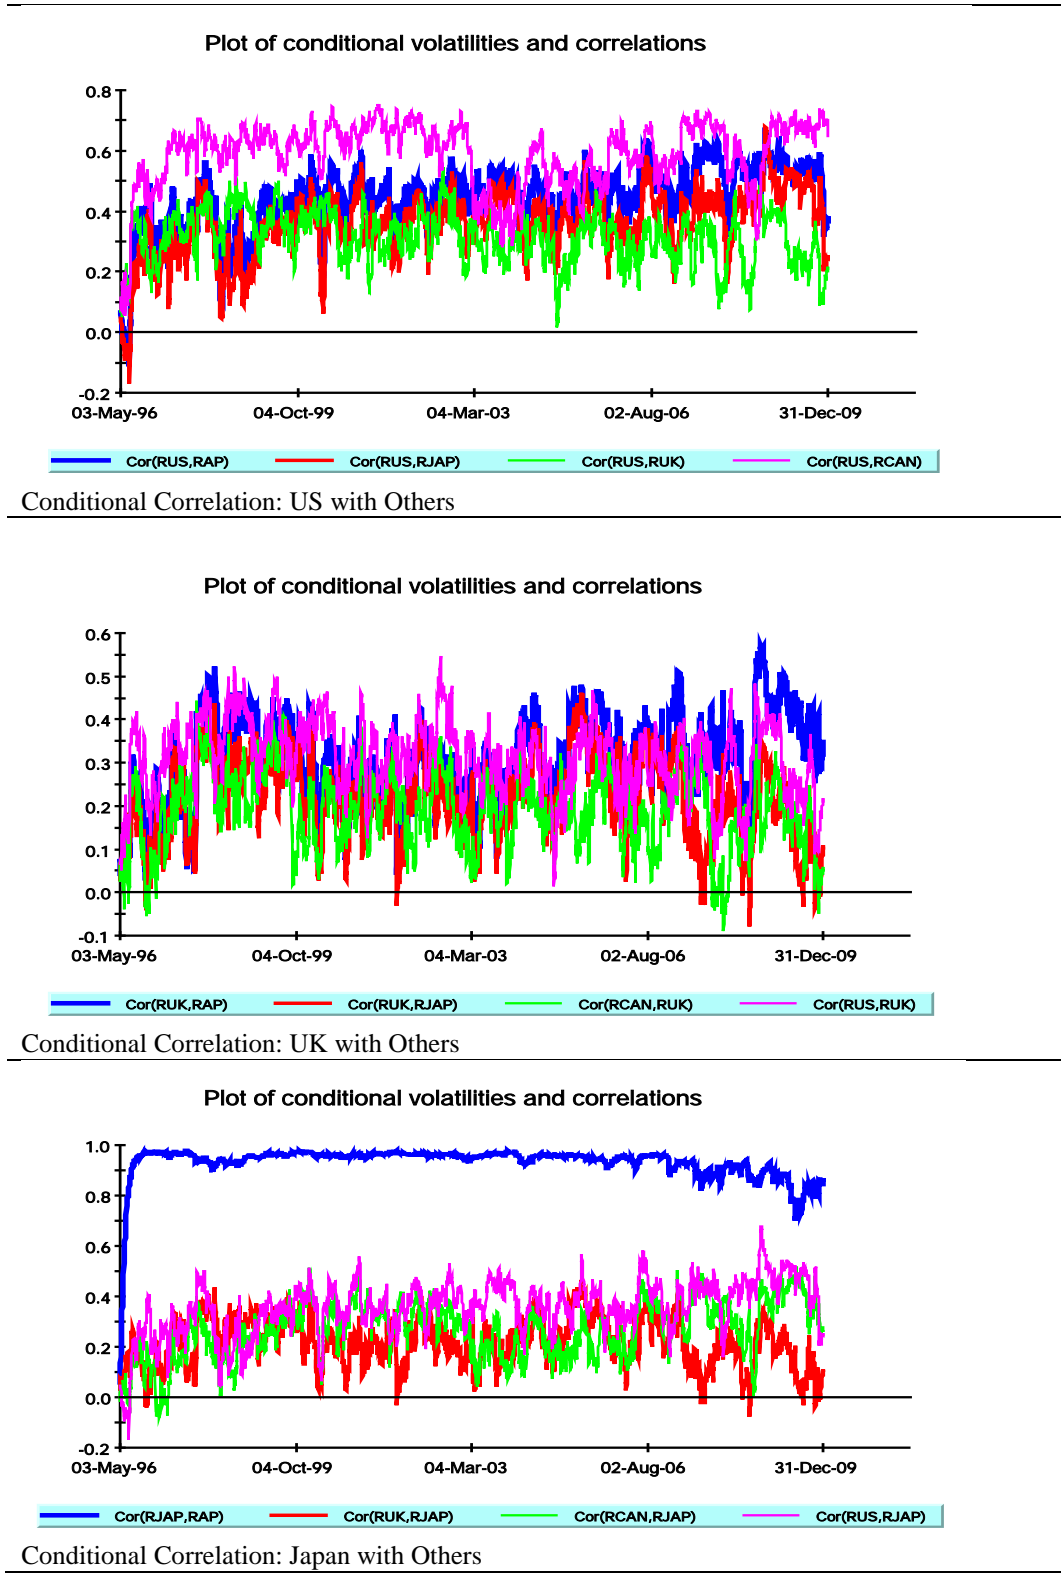 Plot of conditional volatilities and correlations
0.8
0.6
0.4
0.2
0.0
-0.2
03-May-96 04-Oct-99 04-Mar-03 02-Aug-06 31-Dec-09
Cor(RUS,RAP) Cor(RUS,RJAP) Cor(RUS,RUK) Cor(RUS,RCAN)
Conditional Correlation: US with Others
Plot of conditional volatilities and correlations
0.6
0.5
0.4
0.3
0.2
0.1
0.0
-0.1
03-May-96 04-Oct-99 04-Mar-03 02-Aug-06 31-Dec-09
Cor(RUK,RAP) Cor(RUK,RJAP) Cor(RCAN,RUK) Cor(RUS,RUK)
Conditional Correlation: UK with Others
Plot of conditional volatilities and correlations
1.0
0.8
0.6
0.4
0.2
0.0
-0.2
03-May-96 04-Oct-99 04-Mar-03 02-Aug-06 31-Dec-09
Cor(RJAP,RAP) Cor(RUK,RJAP) Cor(RCAN,RJAP) Cor(RUS,RJAP)
Conditional Correlation: Japan with Others